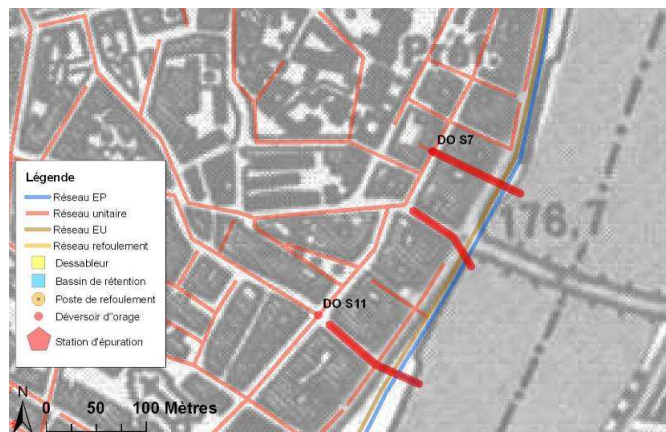 DO S7
176,7
DO S11
Légende
Réseau EP
Réseau unitaire
Réseau EU
Réseau refoulement
Dessableur
Bassin de rétention
Poste de refoulement
Déversoir d''orage
Station d'épuration
N
0 50 100 Mètres